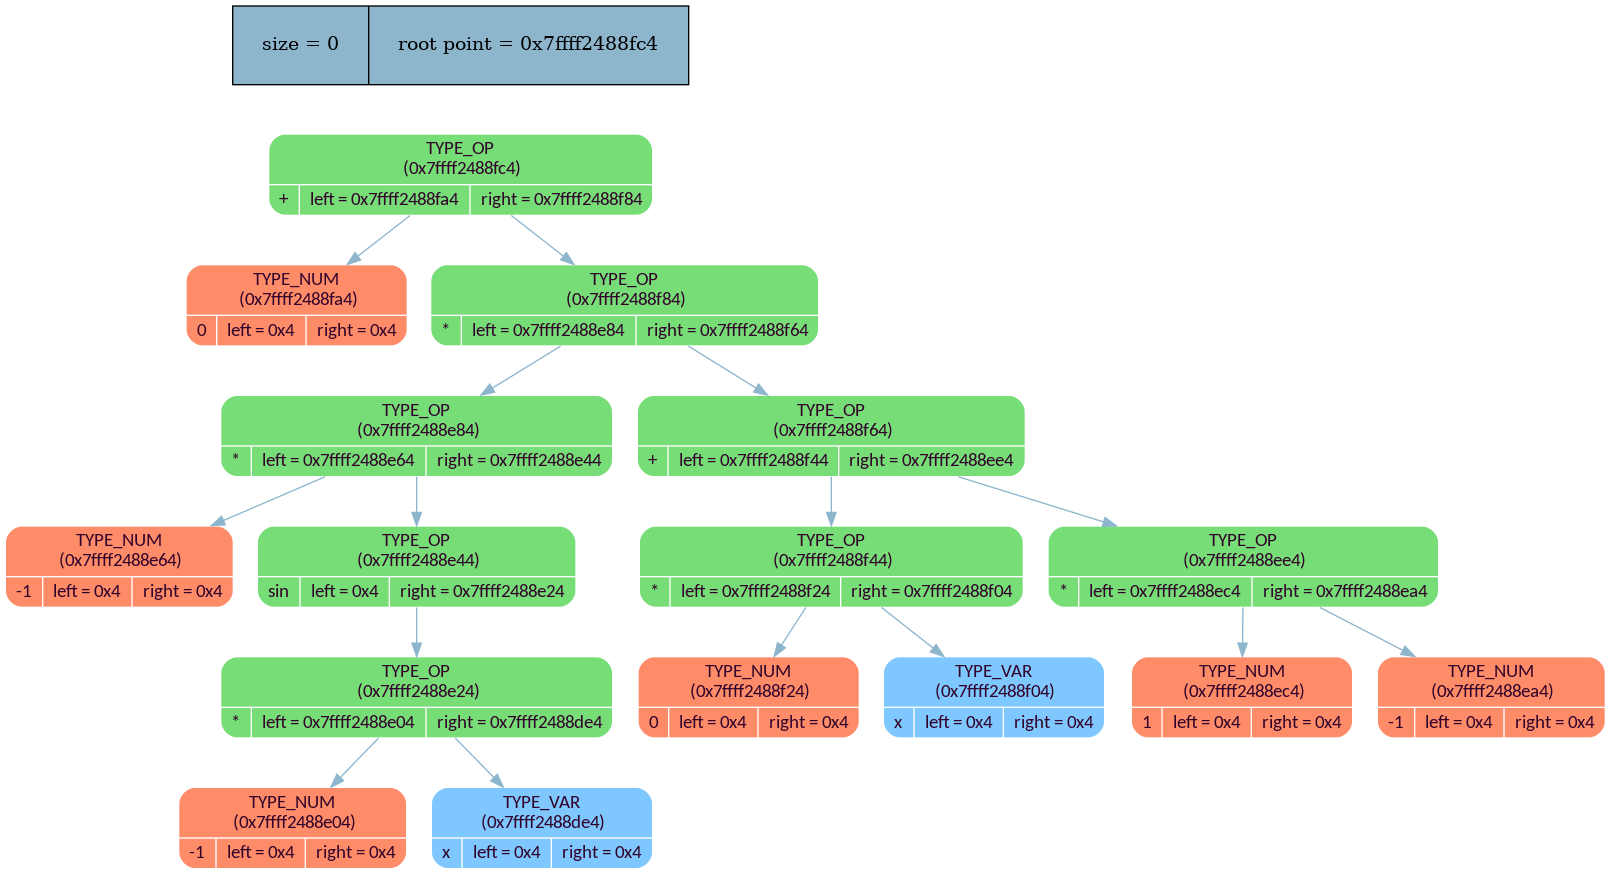 size = 0 root point = 0x7ffff2488fc4
TYPE_OP
(0x7ffff2488fc4)
+ left = 0x7ffff2488fa4 right = 0x7ffff2488f84
TYPE_NUM
(0x7ffff2488fa4)
0 left = 0x4 right = 0x4
TYPE_OP
(0x7ffff2488f84)
* left = 0x7ffff2488e84 right = 0x7ffff2488f64
TYPE_OP
(0x7ffff2488e84)
* left = 0x7ffff2488e64 right = 0x7ffff2488e44
TYPE_OP
(0x7ffff2488f64)
+ left = 0x7ffff2488f44 right = 0x7ffff2488ee4
TYPE_NUM
(0x7ffff2488e64)
-1 left = 0x4 right = 0x4
TYPE_OP
(0x7ffff2488e44)
sin left = 0x4 right = 0x7ffff2488e24
TYPE_OP
(0x7ffff2488f44)
* left = 0x7ffff2488f24 right = 0x7ffff2488f04
TYPE_OP
(0x7ffff2488ee4)
* left = 0x7ffff2488ec4 right = 0x7ffff2488ea4
TYPE_OP
(0x7ffff2488e24)
* left = 0x7ffff2488e04 right = 0x7ffff2488de4
TYPE_NUM
(0x7ffff2488f24)
0 left = 0x4 right = 0x4
TYPE_VAR
(0x7ffff2488f04)
x left = 0x4 right = 0x4
TYPE_NUM
(0x7ffff2488ec4)
1 left = 0x4 right = 0x4
TYPE_NUM
(0x7ffff2488ea4)
-1 left = 0x4 right = 0x4
TYPE_NUM
(0x7ffff2488e04)
-1 left = 0x4 right = 0x4
TYPE_VAR
(0x7ffff2488de4)
x left = 0x4 right = 0x4